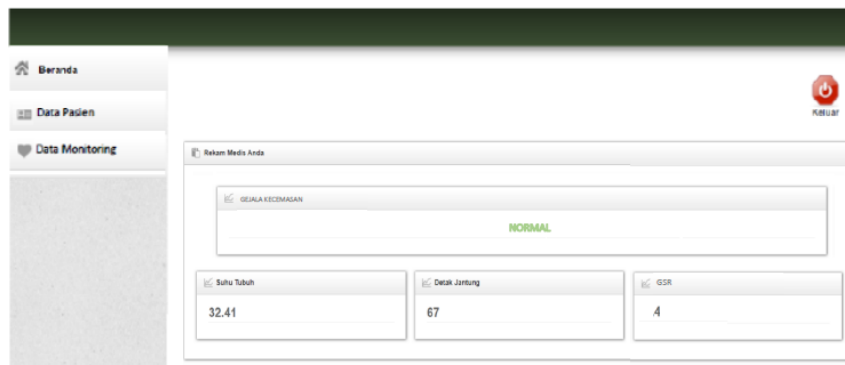 Beranda
Data Pasien
Data Monitoring
Keluar
Rekam Medis Anda
GEJALA KECEMASAN
NORMAL
Suhu Tubuh
32.41
Detak Jantung
67
GSR
4